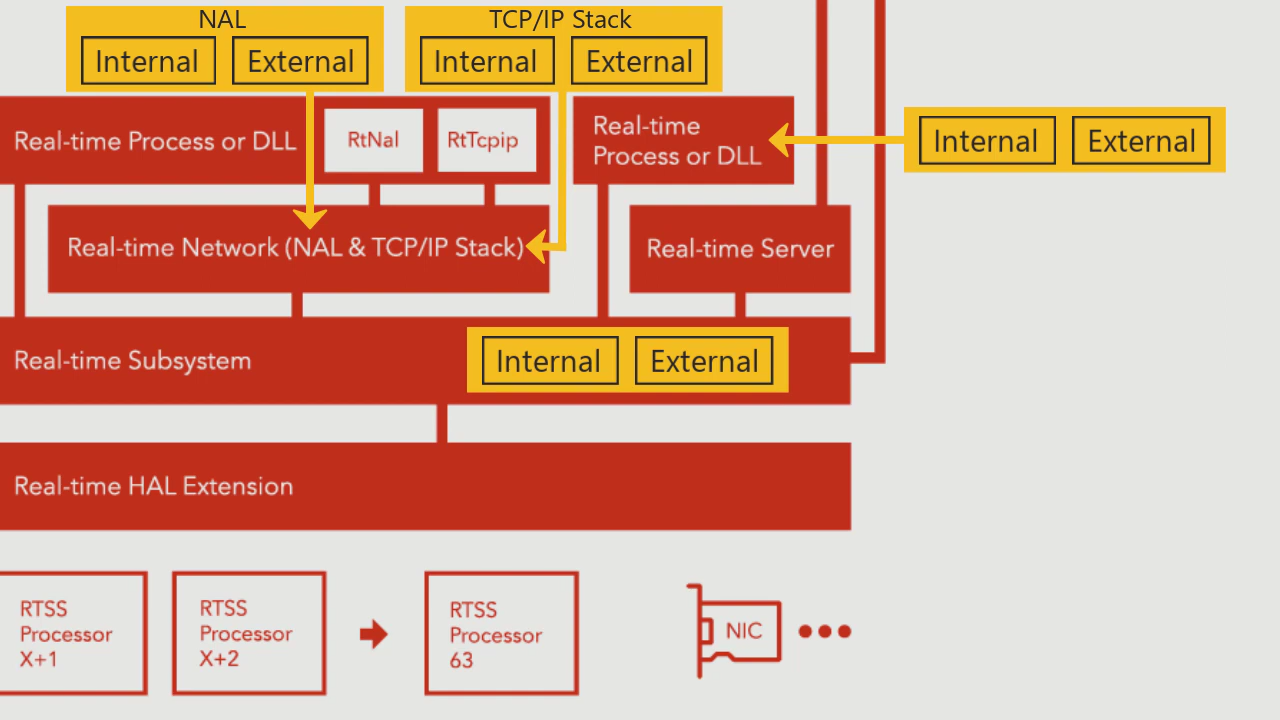 NAL
Internal External
TCP/IP Stack
Internal External
Real-time Process or DLL
RtNal
RtTcpip
Real-time
Process or DLL
Internal External
Real-time Network (NAL & TCP/IP Stack)
Real-time Server
Real-time Subsystem
Internal External
Real-time HAL Extension
RTSS
Processor
X+1
RTSS
Processor
X+2
RTSS
Processor
63
NIC